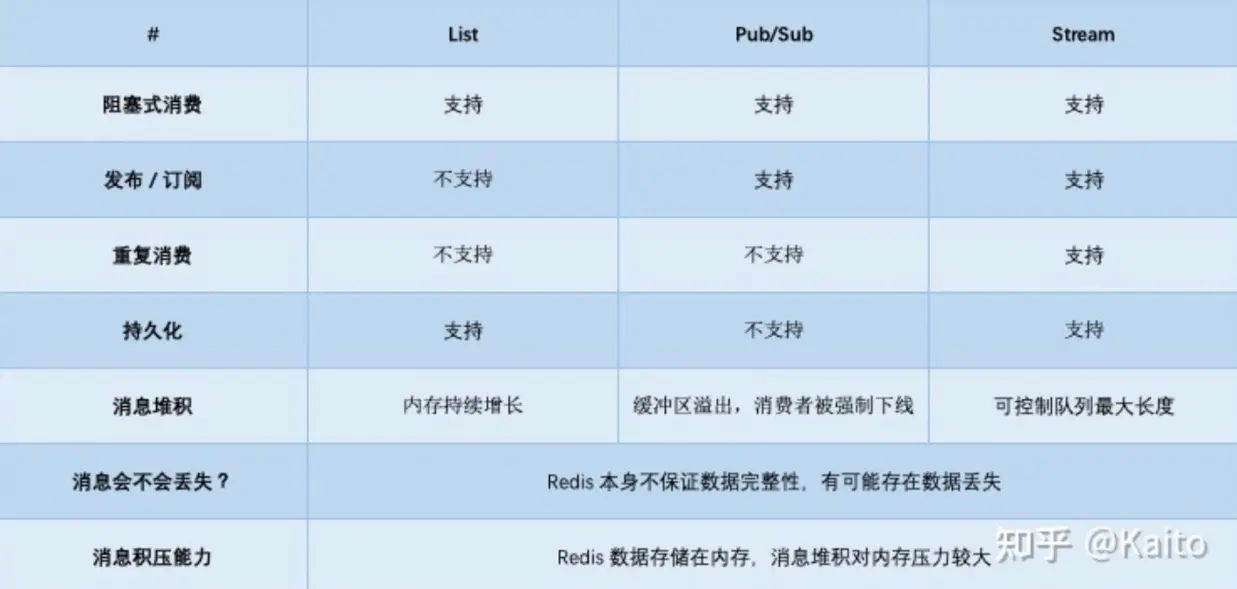 # List Pub/Sub Stream
阻塞式消费 支持 支持 支持
发布 / 订阅 不支持 支持 支持
重复消费 不支持 不支持 支持
持久化 支持 不支持 支持
消息堆积 内存持续增长 缓冲区溢出，消费者被强制下线 可控制队列最大长度
消息会不会丢失？ Redis 本身不保证数据完整性，有可能存在数据丢失
消息积压能力 Redis 数据存储在内存，消息堆积对内存压力较大
知乎 @Kaito